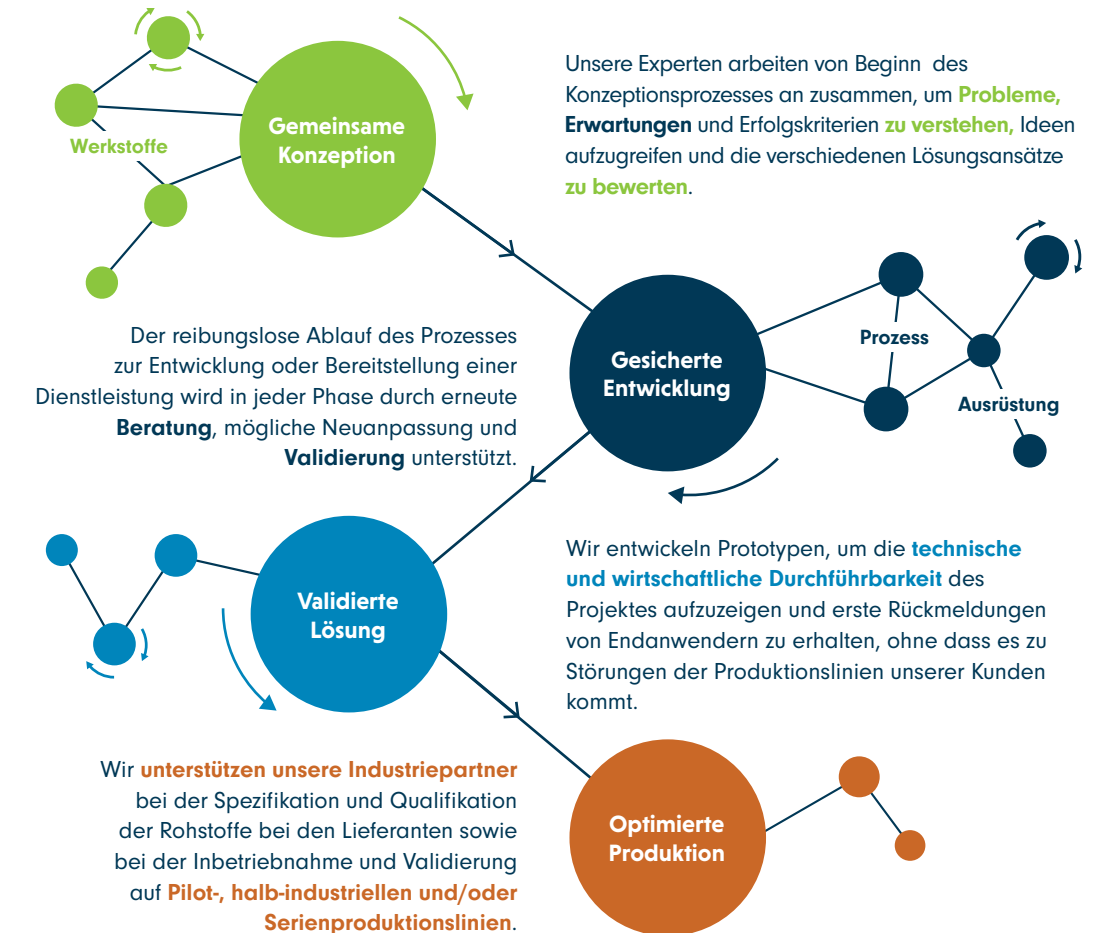 Unsere Experten arbeiten von Beginn des
Konzeptionsprozesses an zusammen, um Probleme,
Erwartungen und Erfolgskriterien zu verstehen, Ideen
aufzugreifen und die verschiedenen Lösungsansätze
zu bewerten.
Gemeinsame
Konzeption
Werkstoffe
Der reibungslose Ablauf des Prozesses
zur Entwicklung oder Bereitstellung einer
Dienstleistung wird in jeder Phase durch erneute
Beratung, mögliche Neuanpassung und
Validierung unterstützt.
Gesicherte
Entwicklung
Prozess
Ausrüstung
Validierte
Lösung
Wir entwickeln Prototypen, um die technische
und wirtschaftliche Durchführbarkeit des
Projektes aufzuzeigen und erste Rückmeldungen
von Endanwendern zu erhalten, ohne dass es zu
Störungen der Produktionslinien unserer Kunden
kommt.
Wir unterstützen unsere Industriepartner
bei der Spezifikation und Qualifikation
der Rohstoffe bei den Lieferanten sowie
bei der Inbetriebnahme und Validierung
auf Pilot-, halb-industriellen und/oder
Serienproduktionslinien.
Optimierte
Produktion